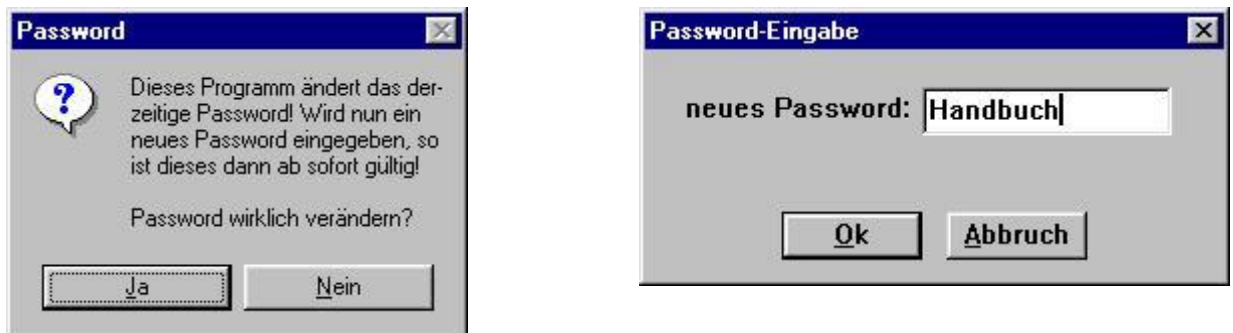 Password
Dieses Programm ändert das der-
zeitige Password! Wird nun ein
neues Password eingegeben, so
ist dieses dann ab sofort gültig!
Password wirklich verändern?
Ja
Nein
Password-Eingabe
neues Password: Handbuch
Ok
Abbruch